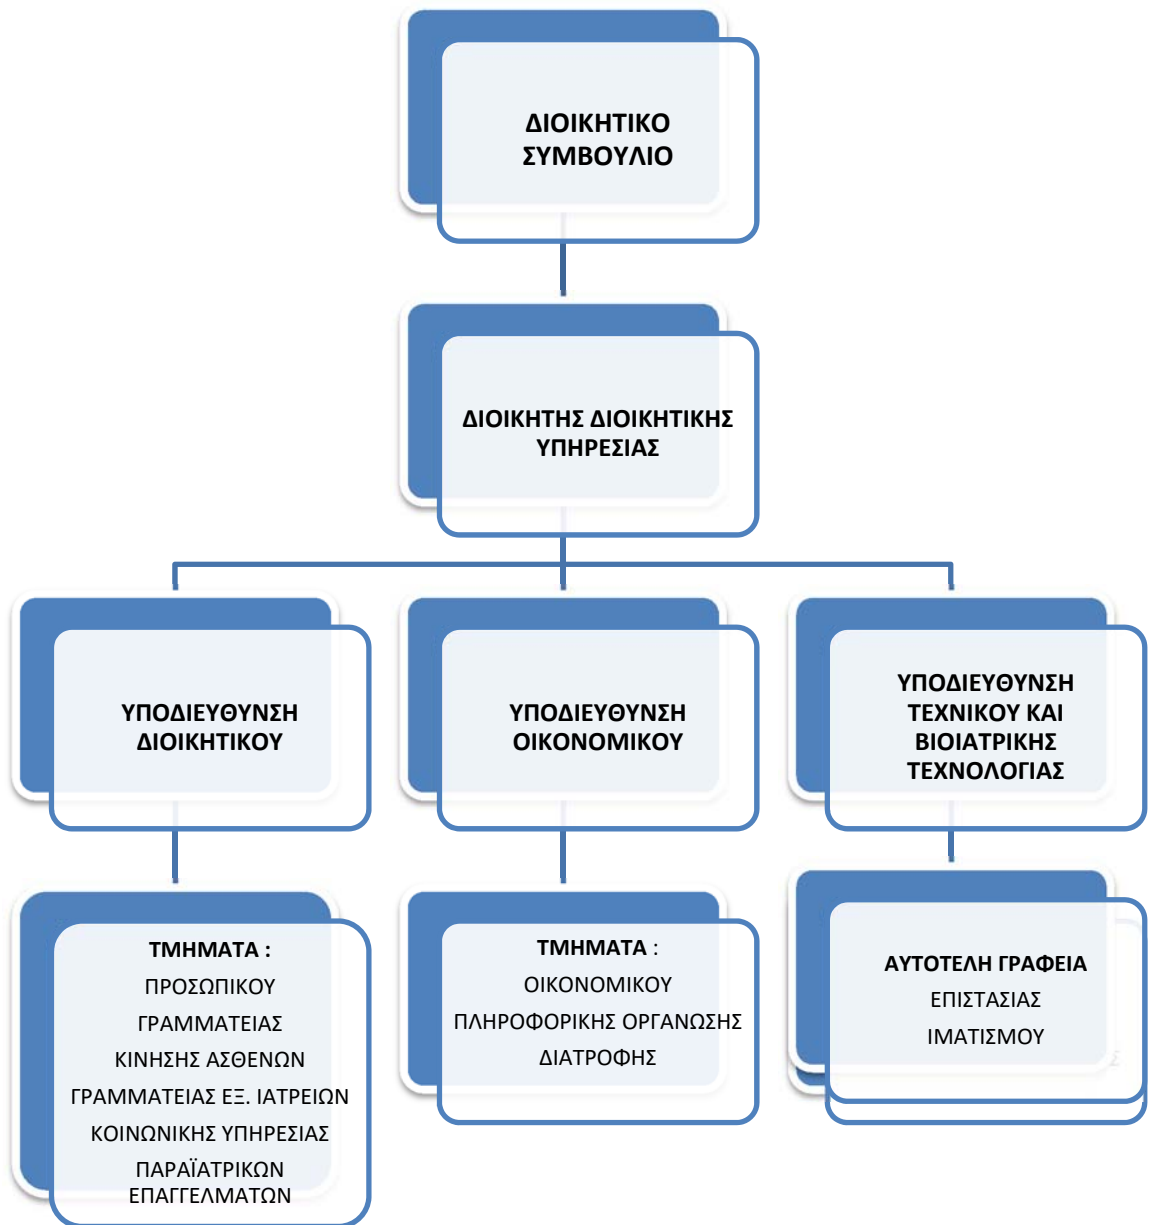 ΔΙΟΙΚΗΤΙΚΟ
ΣΥΜΒΟΥΛΙΟ
ΔΙΟΙΚΗΤΗΣ ΔΙΟΙΚΗΤΙΚΗΣ
ΥΠΗΡΕΣΙΑΣ
ΥΠΟΔΙΕΥΘΥΝΣΗ
ΔΙΟΙΚΗΤΙΚΟΥ
ΥΠΟΔΙΕΥΘΥΝΣΗ
ΟΙΚΟΝΟΜΙΚΟΥ
ΥΠΟΔΙΕΥΘΥΝΣΗ
ΤΕΧΝΙΚΟΥ ΚΑΙ
ΒΙΟΙΑΤΡΙΚΗΣ
ΤΕΧΝΟΛΟΓΙΑΣ
ΤΜΗΜΑΤΑ :
ΠΡΟΣΩΠΙΚΟΥ
ΓΡΑΜΜΑΤΕΙΑΣ
ΚΙΝΗΣΗΣ ΑΣΘΕΝΩΝ
ΓΡΑΜΜΑΤΕΙΑΣ ΕΞ. ΙΑΤΡΕΙΩΝ
ΚΟΙΝΩΝΙΚΗΣ ΥΠΗΡΕΣΙΑΣ
ΠΑΡΑΪΑΤΡΙΚΩΝ
ΕΠΑΓΓΕΛΜΑΤΩΝ
ΤΜΗΜΑΤΑ :
ΟΙΚΟΝΟΜΙΚΟΥ
ΠΛΗΡΟΦΟΡΙΚΗΣ ΟΡΓΑΝΩΣΗΣ
ΔΙΑΤΡΟΦΗΣ
ΑΥΤΟΤΕΛΗ ΓΡΑΦΕΙΑ
ΕΠΙΣΤΑΣΙΑΣ
ΙΜΑΤΙΣΜΟΥ